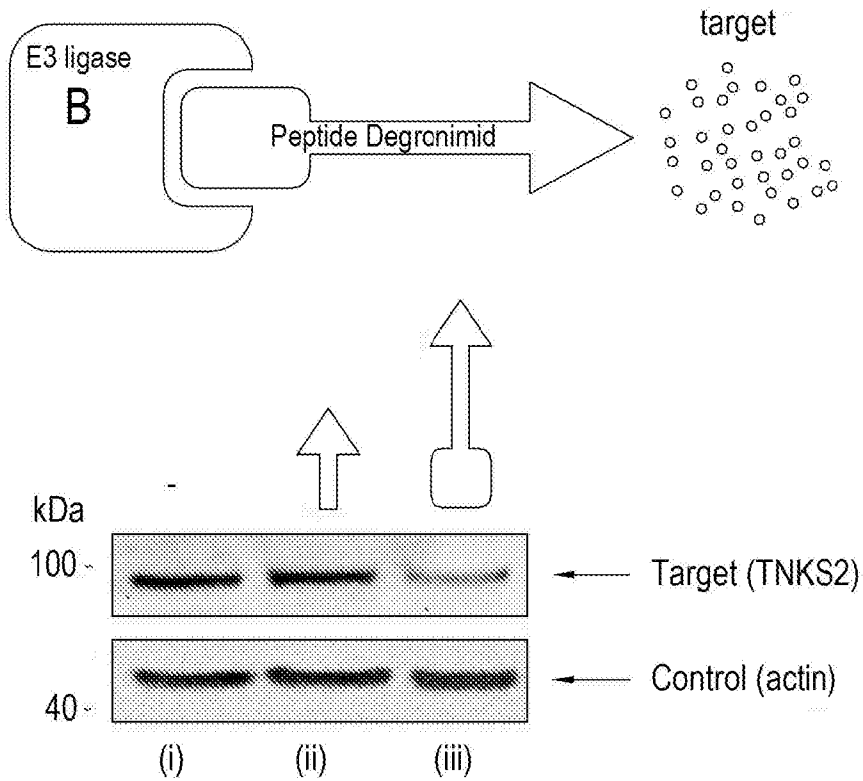 target
E3 ligase
B
Peptide Degronimid
-
kDa
100 -
Target (TNKS2)
Control (actin)
40 -
(i) (ii) (iii)